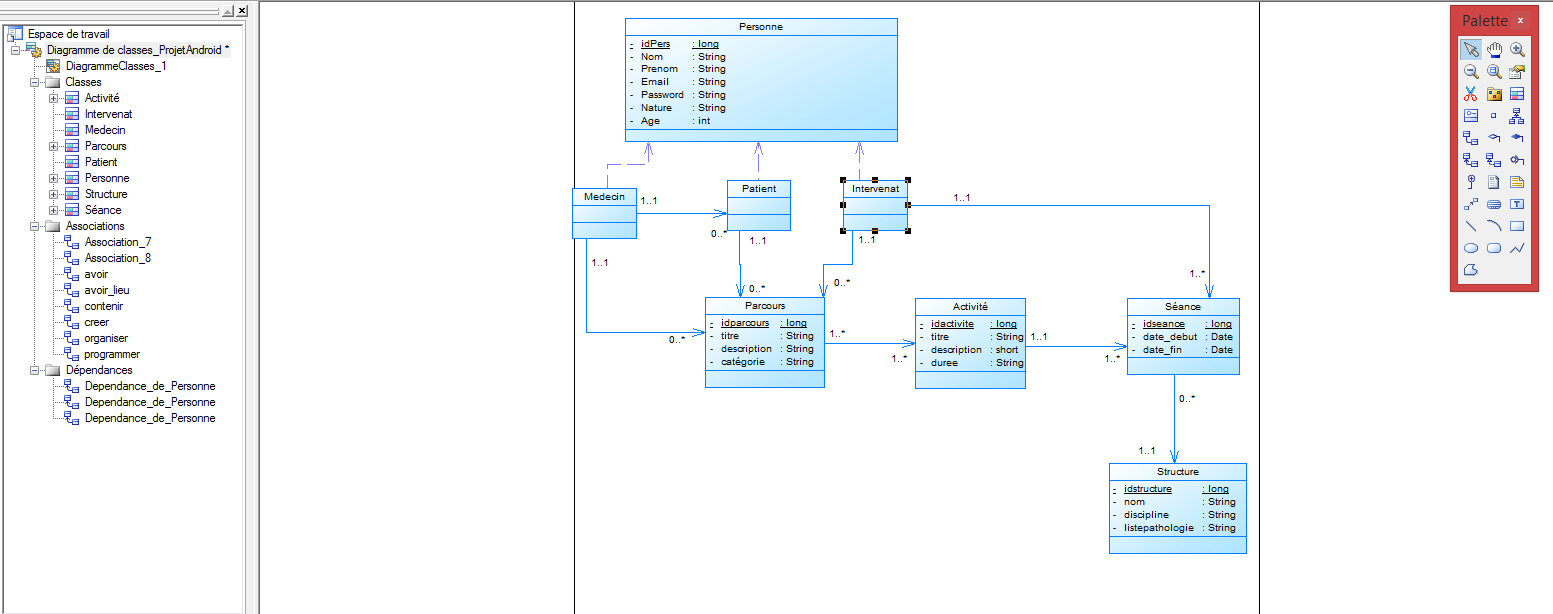 Espace de travail
Diagramme de classes_ProjetAndroid *
DiagrammeClasses_1
Classes
Activité
Intervenat
Medecin
Parcours
Patient
Personne
Structure
Séance
Associations
Association_7
Association_8
avoir
avoir_lieu
contenir
creer
organiser
programmer
Dépendances
Dependance_de_Personne
Dependance_de_Personne
Dependance_de_Personne
Personne
- idPers : long
- Nom : String
- Prenom : String
- Email : String
- Password : String
- Nature : String
- Age : int
Medecin
1..1
0..*
1..1
Patient
1..1
0..*
Intervenat
1..1
0..*
1..1
1..*
0..*
Parcours
- idparcours : long
- titre : String
- description : String
- catégorie : String
1..*
1..*
Activité
- idactivite : long
- titre : String
- description : short
- duree : String
1..1
1..*
Séance
- idseance : long
- date_debut : Date
- date_fin : Date
0..*
1..1
Structure
- idstructure : long
- nom : String
- discipline : String
- listepathologie : String
Palette x